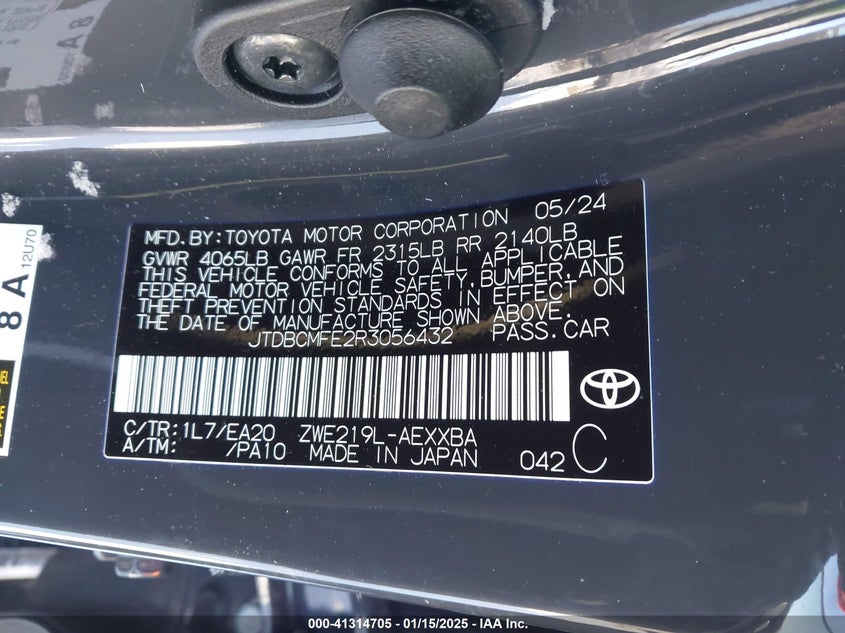 MFD. BY: TOYOTA MOTOR CORPORATION 05/24
GVWR 4065LB GAWR FR 2315LB RR 2140LB
THIS VEHICLE CONFORMS TO ALL APPLICABLE
FEDERAL MOTOR VEHICLE SAFETY, BUMPER, AND
THEFT PREVENTION STANDARDS IN EFFECT ON
THE DATE OF MANUFACTURE SHOWN ABOVE.
JTDBCMFE2R3056432 PASS. CAR
C/TR: 1L7/EA20 ZWE219L-AEXXBA
A/TM: /PA10 MADE IN JAPAN 042 C
8 A
12U70
000-41314705 - 01/15/2025 - IAA Inc.